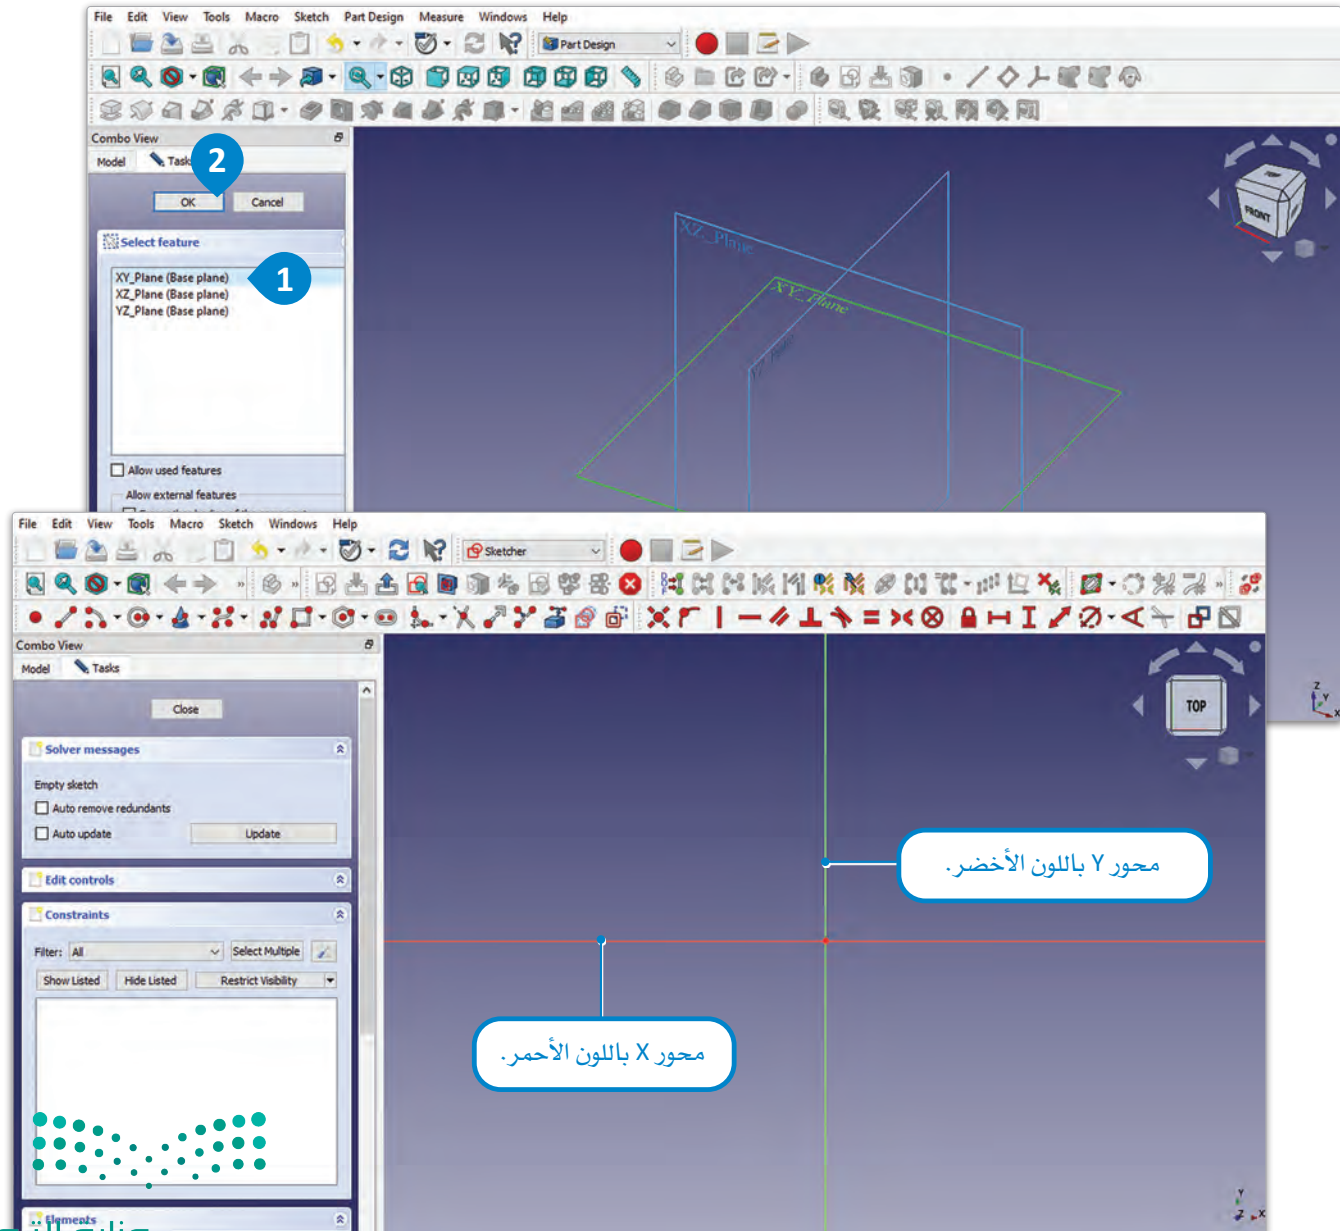 File Edit View Tools Macro Sketch Part Design Measure Windows Help
Part Design
Combo View
Model Tasks
2
OK Cancel
Select feature
XY_Plane (Base plane)
1
XZ_Plane (Base plane)
YZ_Plane (Base plane)
Allow used features
Allow external features
XZ_Plane
XY_Plane
FRONT
Z
Y
X
File Edit View Tools Macro Sketch Windows Help
Sketcher
Combo View
Model Tasks
Close
Solver messages
Empty sketch
Auto remove redundants
Auto update Update
Edit controls
Constraints
Filter: All Select Multiple
Show Listed Hide Listed Restrict Visibility
Elements
TOP
محور Y باللون الأخضر.
محور X باللون الأحمر.
Y
Z X